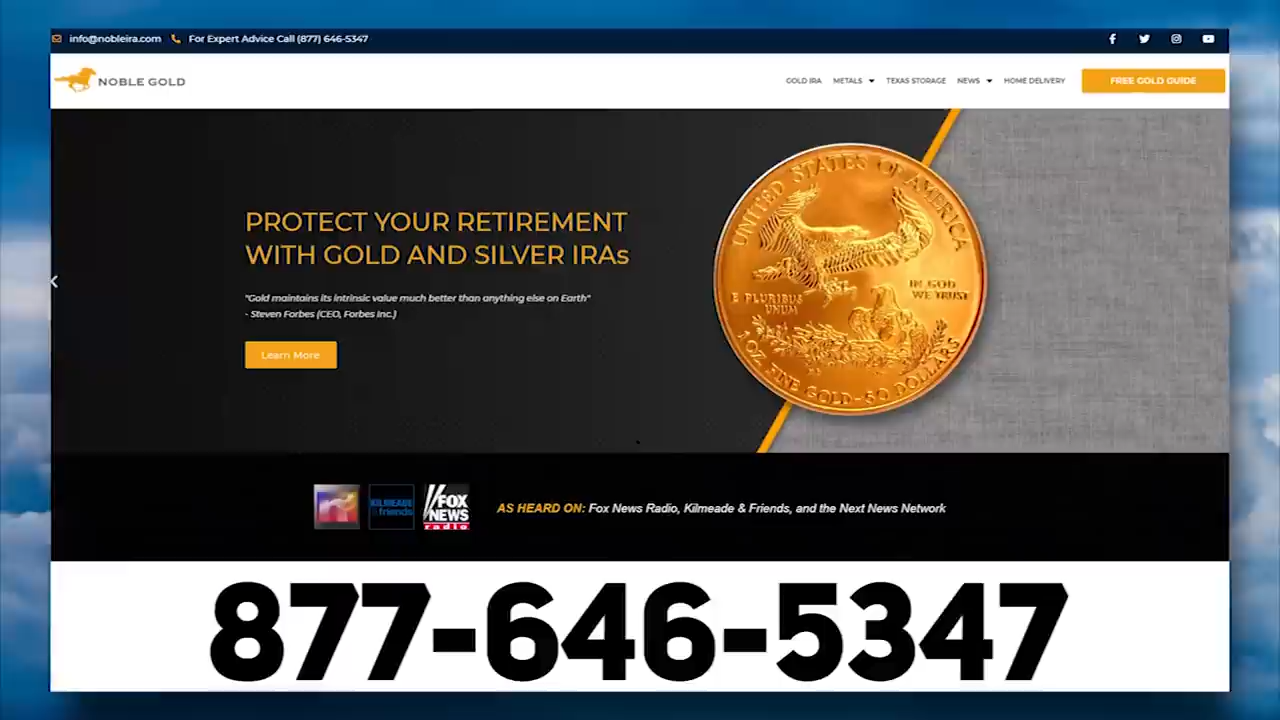 info@nobleira.com For Expert Advice Call (877) 646-5347
NOBLE GOLD
GOLD IRA METALS TEXAS STORAGE NEWS HOME DELIVERY FREE GOLD GUIDE
PROTECT YOUR RETIREMENT
WITH GOLD AND SILVER IRAs
"Gold maintains its intrinsic value much better than anything else on Earth"
- Steven Forbes (CEO, Forbes Inc.)
Learn More
UNITED STATES OF AMERICA
IN GOD
WE TRUST
E PLURIBUS
UNUM
1 OZ. FINE GOLD-50 DOLLARS
KILMEADE
&friends
FOX
NEWS
radio
AS HEARD ON: Fox News Radio, Kilmeade & Friends, and the Next News Network
877-646-5347